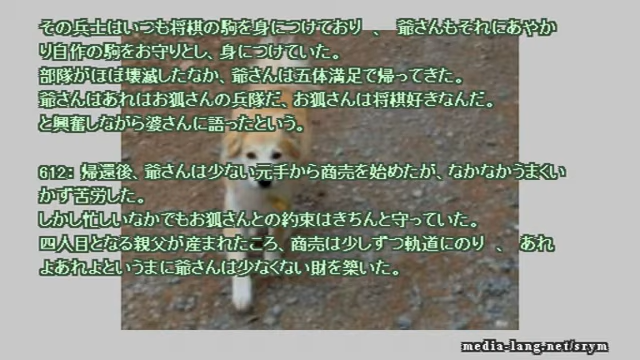 その兵士はいつも将棋の駒を身につけており 、 爺さんもそれにあやか
り自作の駒をお守りとし、身につけていた。
部隊がほぼ壊滅したなか、爺さんは五体満足で帰ってきた。
爺さんはあれはお狐さんの兵隊だ、お狐さんは将棋好きなんだ。
と興奮しながら婆さんに語ったという。
612: 帰還後、爺さんは少ない元手から商売を始めたが、なかなかうまくい
かず苦労した。
しかし忙しいなかでもお狐さんとの約束はきちんと守っていた。
四人目となる親父が産まれたころ、商売は少しずつ軌道にのり 、 あれ
よあれよというまに爺さんは少なくない財を築いた。
media-lang-net/srym